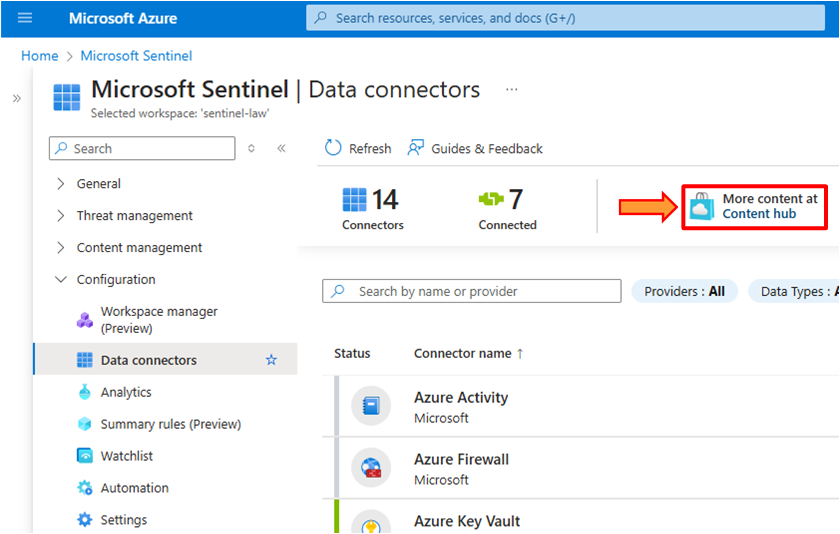 Microsoft Azure
Search resources, services, and docs (G+/)
Home > Microsoft Sentinel
Microsoft Sentinel | Data connectors ...
Selected workspace: 'sentinel-law'
Search
General
Threat management
Content management
Configuration
Workspace manager
(Preview)
Data connectors
Analytics
Summary rules (Preview)
Watchlist
Automation
Settings
Refresh
Guides & Feedback
14
Connectors
7
Connected
More content at
Content hub
Search by name or provider
Providers : All
Data Types :
Status
Connector name ↑
Azure Activity
Microsoft
Azure Firewall
Microsoft
Azure Key Vault